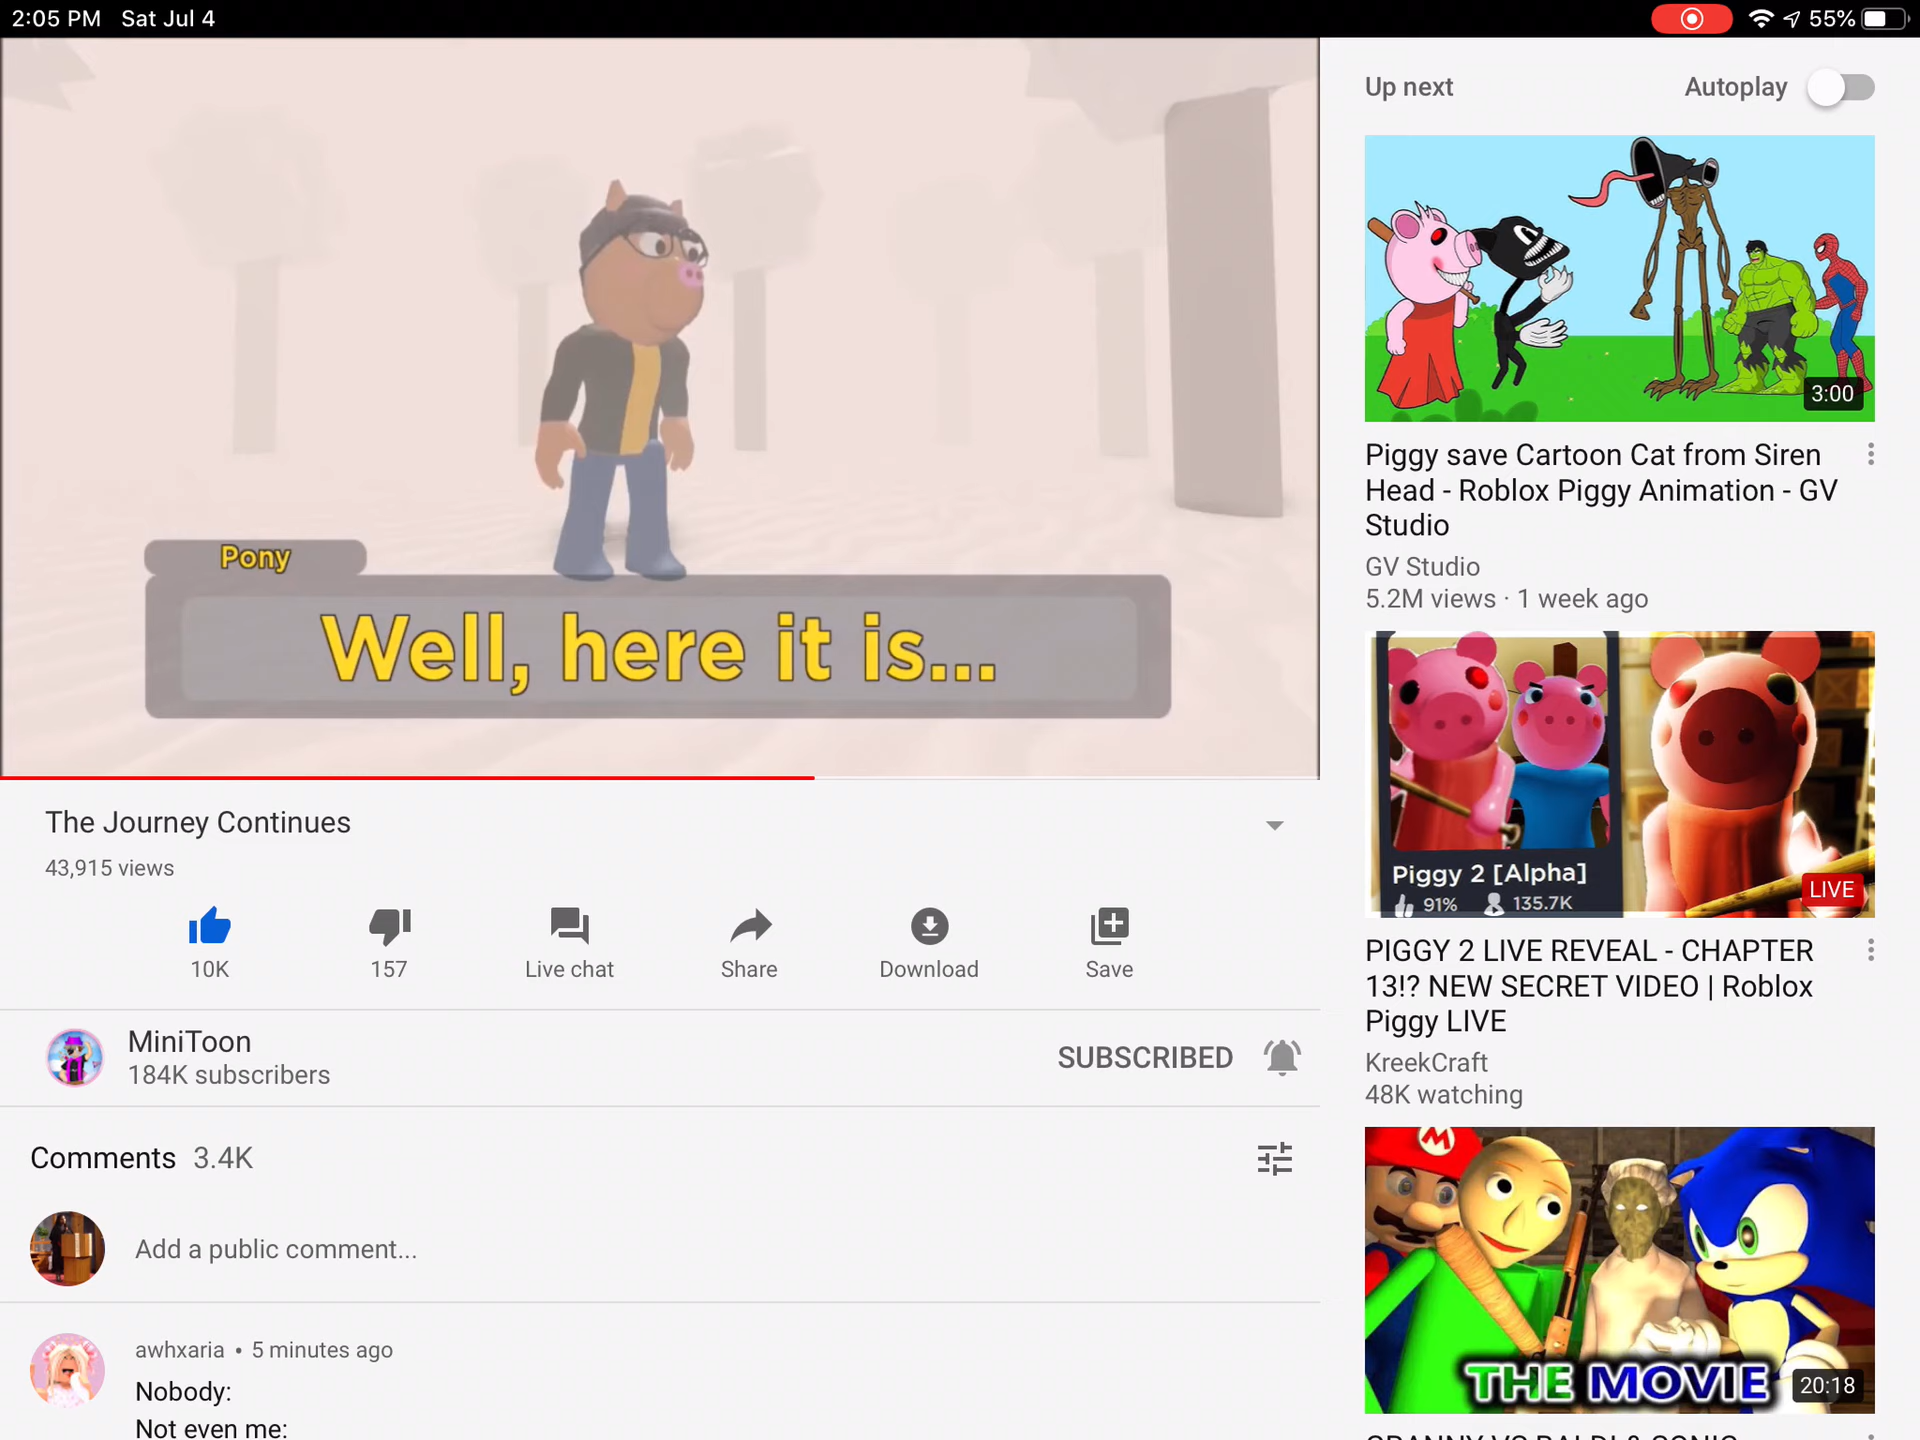 2:05 PM Sat Jul 4
55%
Pony
Well, here it is...
The Journey Continues
43,915 views
10K
157
Live chat
Share
Download
Save
MiniToon
184K subscribers
SUBSCRIBED
Comments 3.4K
Add a public comment...
awhxaria • 5 minutes ago
Nobody:
Not even me:
Up next
Autoplay
3:00
Piggy save Cartoon Cat from Siren
Head - Roblox Piggy Animation - GV
Studio
GV Studio
5.2M views · 1 week ago
Piggy 2 [Alpha]
91% 135.7K
LIVE
PIGGY 2 LIVE REVEAL - CHAPTER
13!? NEW SECRET VIDEO | Roblox
Piggy LIVE
KreekCraft
48K watching
M
THE MOVIE
20:18
GRANNY VS BALDI & SONIC